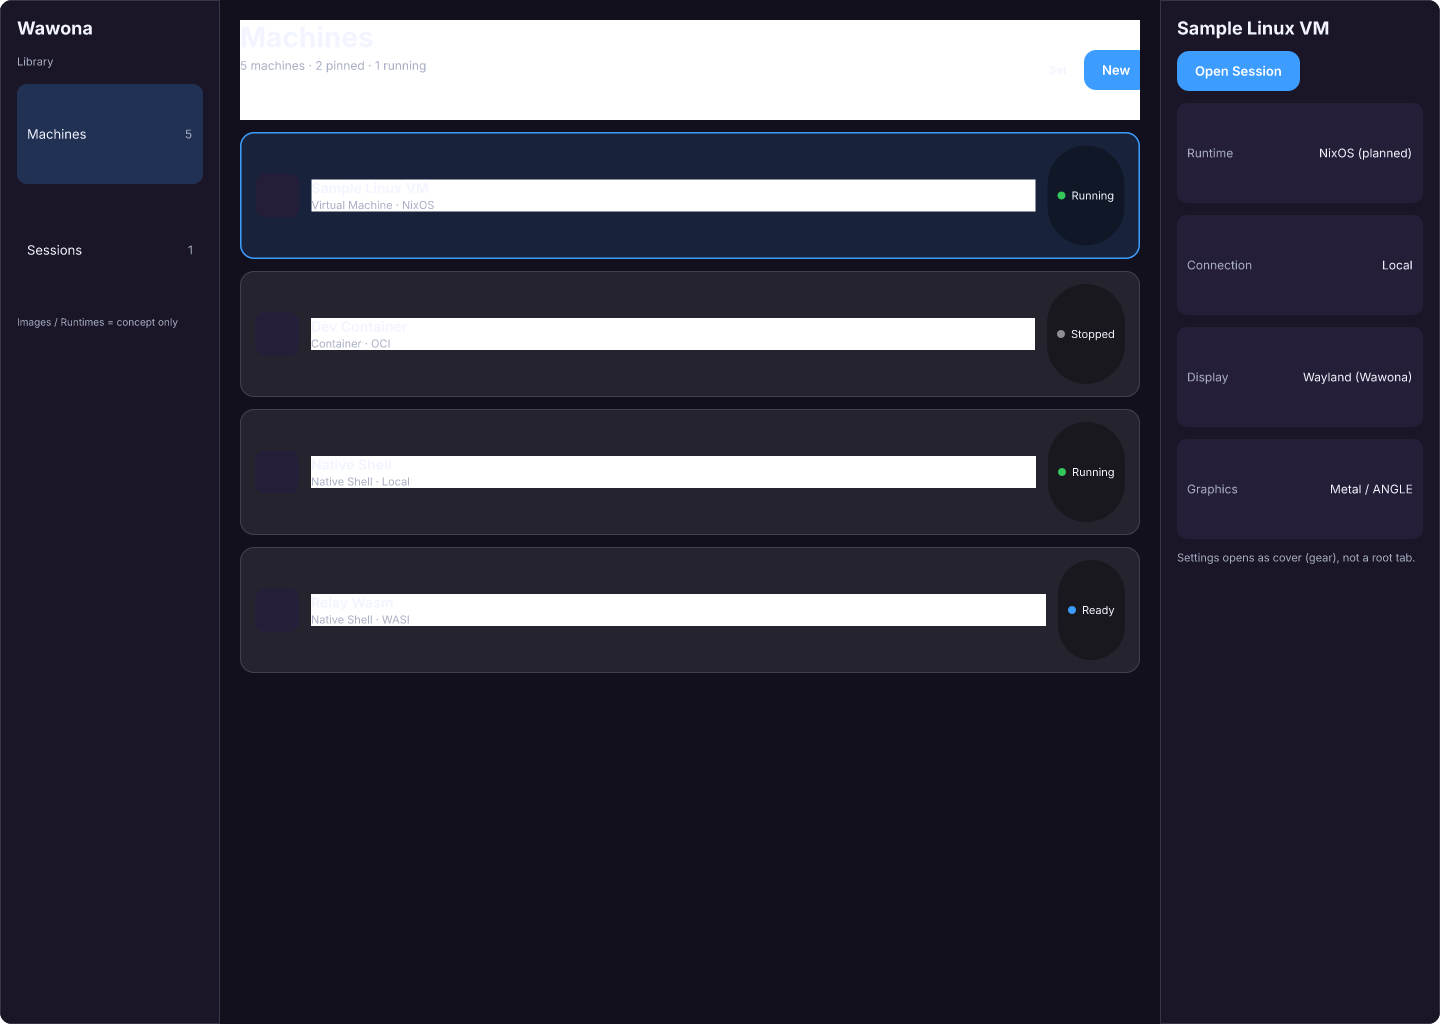 Wawona
Library
Machines 5
Sessions 1
Images / Runtimes = concept only
Machines
5 machines · 2 pinned · 1 running
Set
New
Sample Linux VM
Virtual Machine · NixOS
Running
Dev Container
Container · OCI
Stopped
Native Shell
Native Shell · Local
Running
Relay Wasm
Native Shell · WASI
Ready
Sample Linux VM
Open Session
Runtime NixOS (planned)
Connection Local
Display Wayland (Wawona)
Graphics Metal / ANGLE
Settings opens as cover (gear), not a root tab.